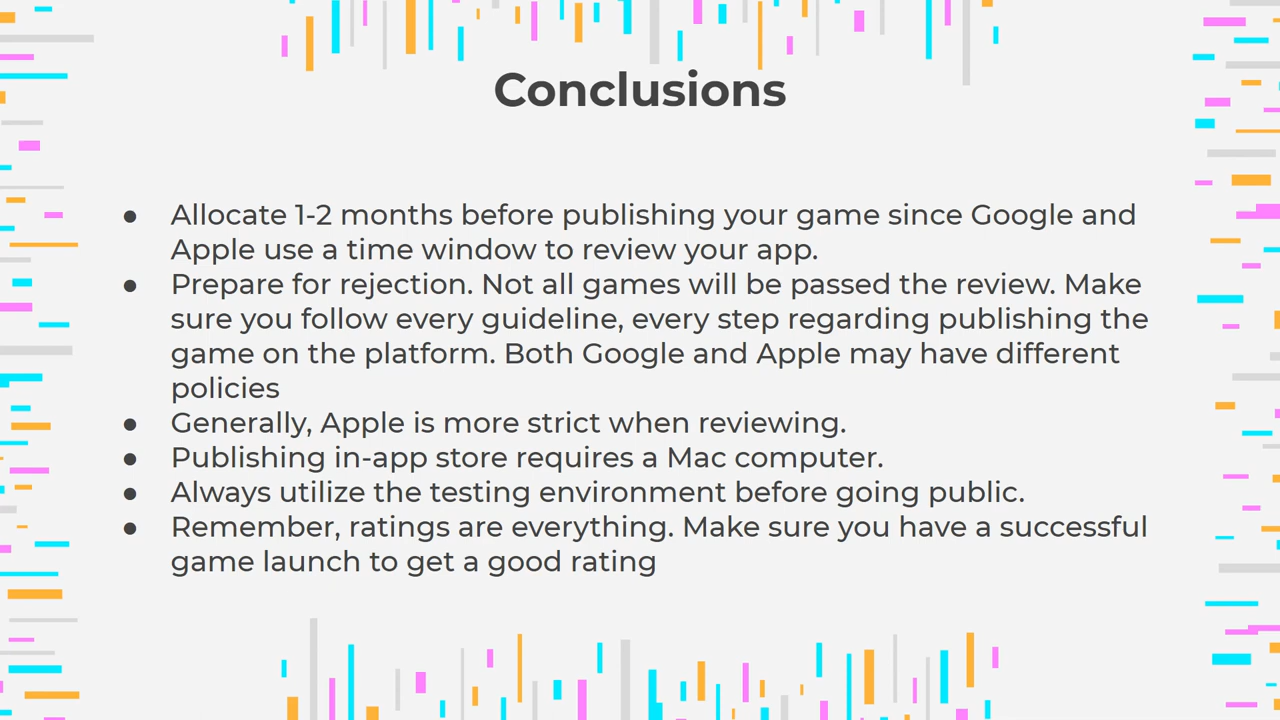 Conclusions
● Allocate 1-2 months before publishing your game since Google and
Apple use a time window to review your app.
● Prepare for rejection. Not all games will be passed the review. Make
sure you follow every guideline, every step regarding publishing the
game on the platform. Both Google and Apple may have different
policies
● Generally, Apple is more strict when reviewing.
● Publishing in-app store requires a Mac computer.
● Always utilize the testing environment before going public.
● Remember, ratings are everything. Make sure you have a successful
game launch to get a good rating